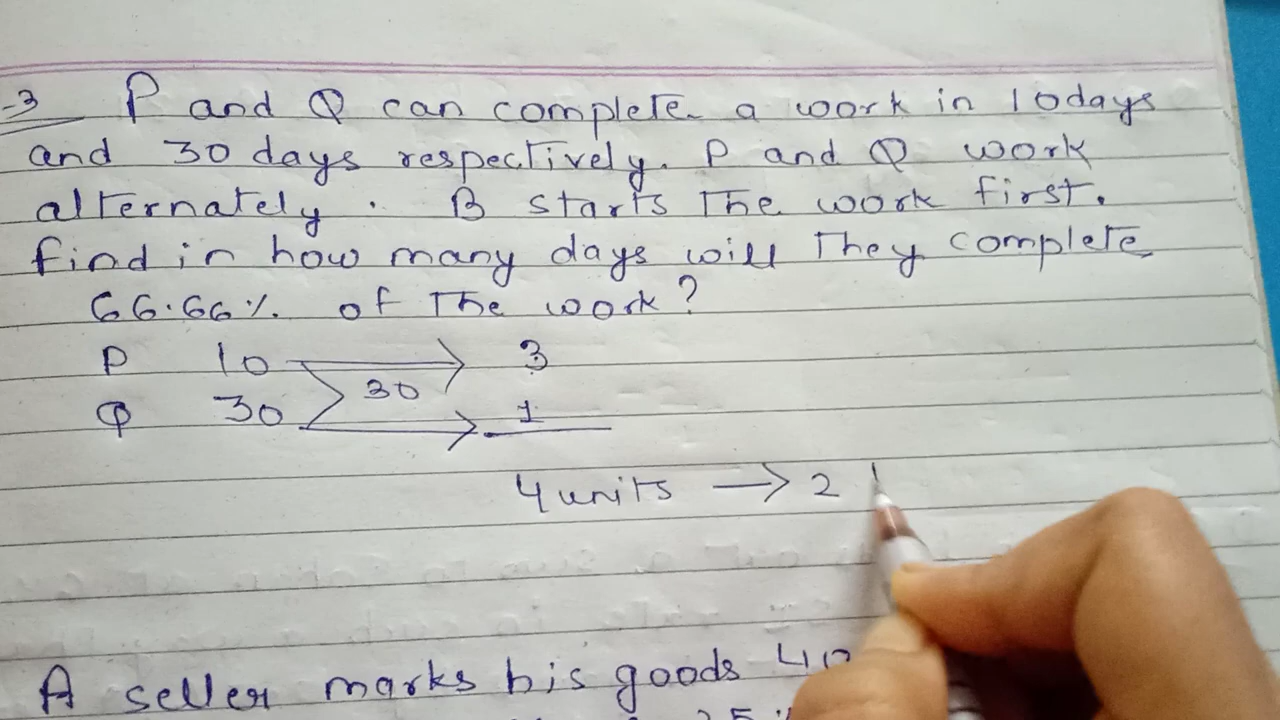 -3 P and Q can complete a work in 10days
and 30 days respectively. P and Q work
alternately. B starts The work first.
find in how many days will They complete
66.66% of The work?
P 10 3
30
Q 30 1
4 units → 2
A seller marks his goods 40